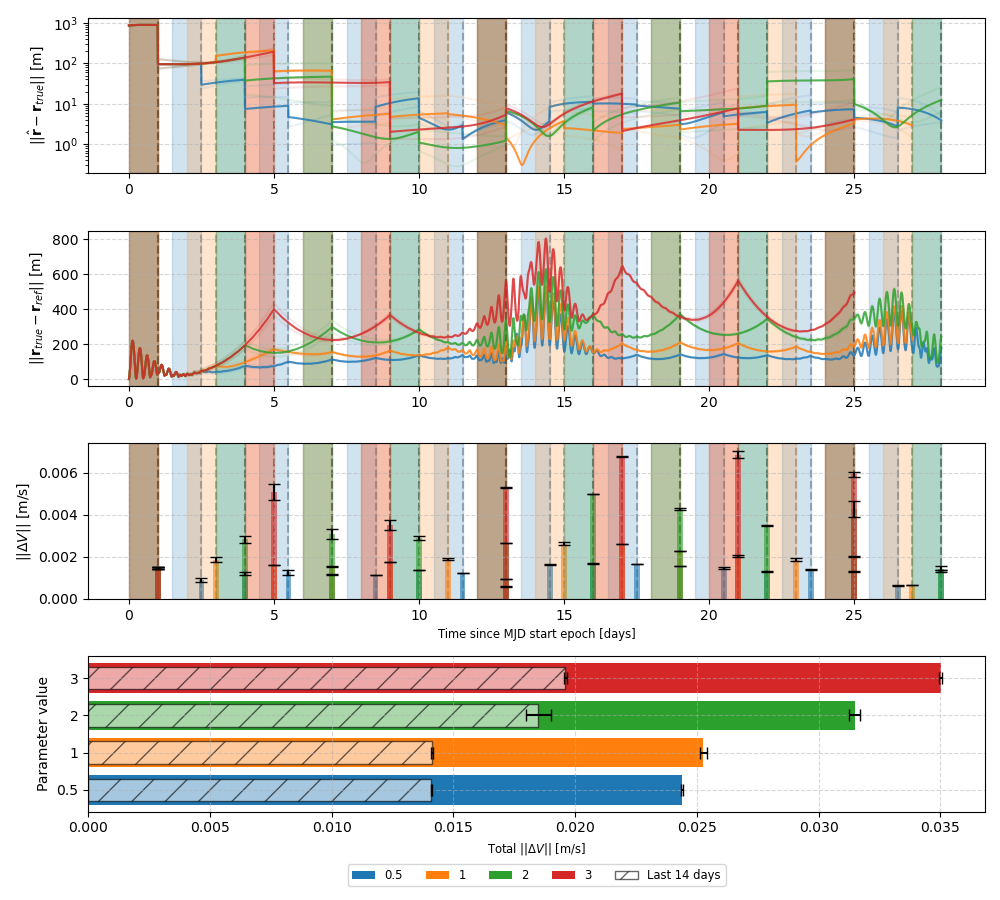 ||r̂ − r_true|| [m]
10³
10²
10¹
10⁰
0 5 10 15 20 25
||r_true − r_ref|| [m]
800
600
400
200
0
0 5 10 15 20 25
||ΔV|| [m/s]
0.006
0.004
0.002
0.000
0 5 10 15 20 25
Time since MJD start epoch [days]
Parameter value
3
2
1
0.5
0.000 0.005 0.010 0.015 0.020 0.025 0.030 0.035
Total ||ΔV|| [m/s]
0.5 1 2 3 Last 14 days